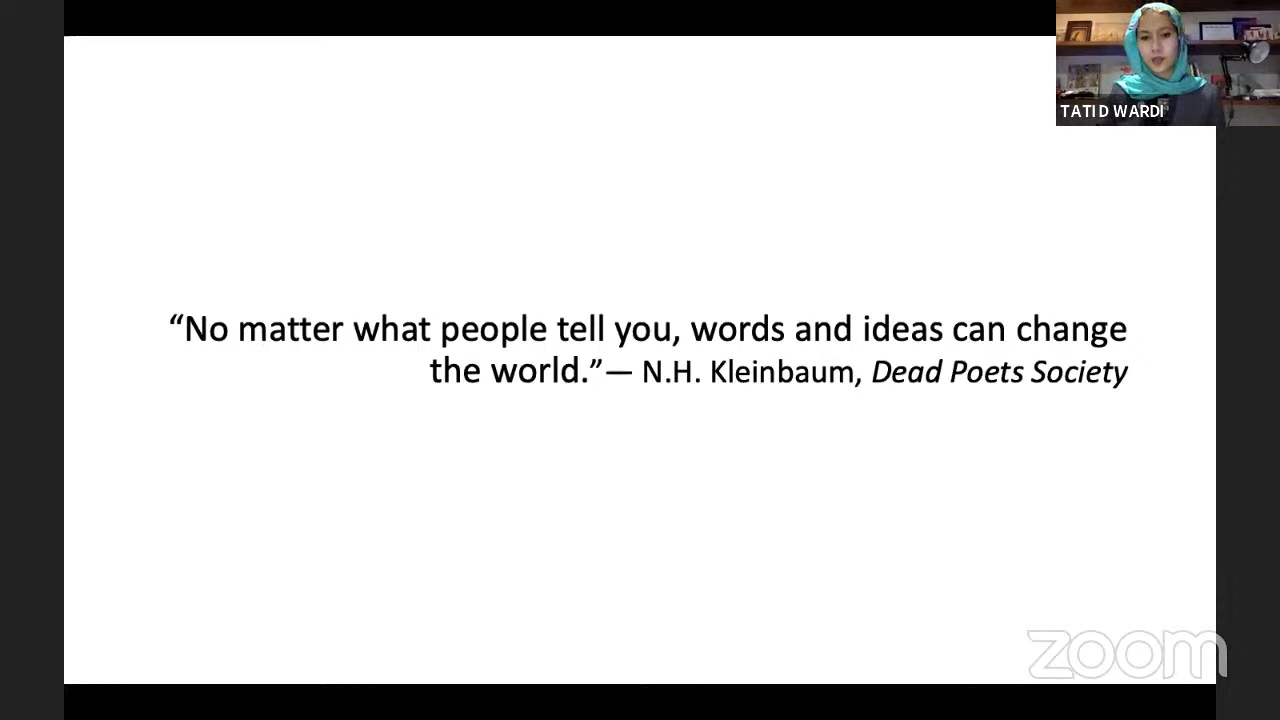 TATI D WARDI
“No matter what people tell you, words and ideas can change
the world.”— N.H. Kleinbaum, Dead Poets Society
zoom